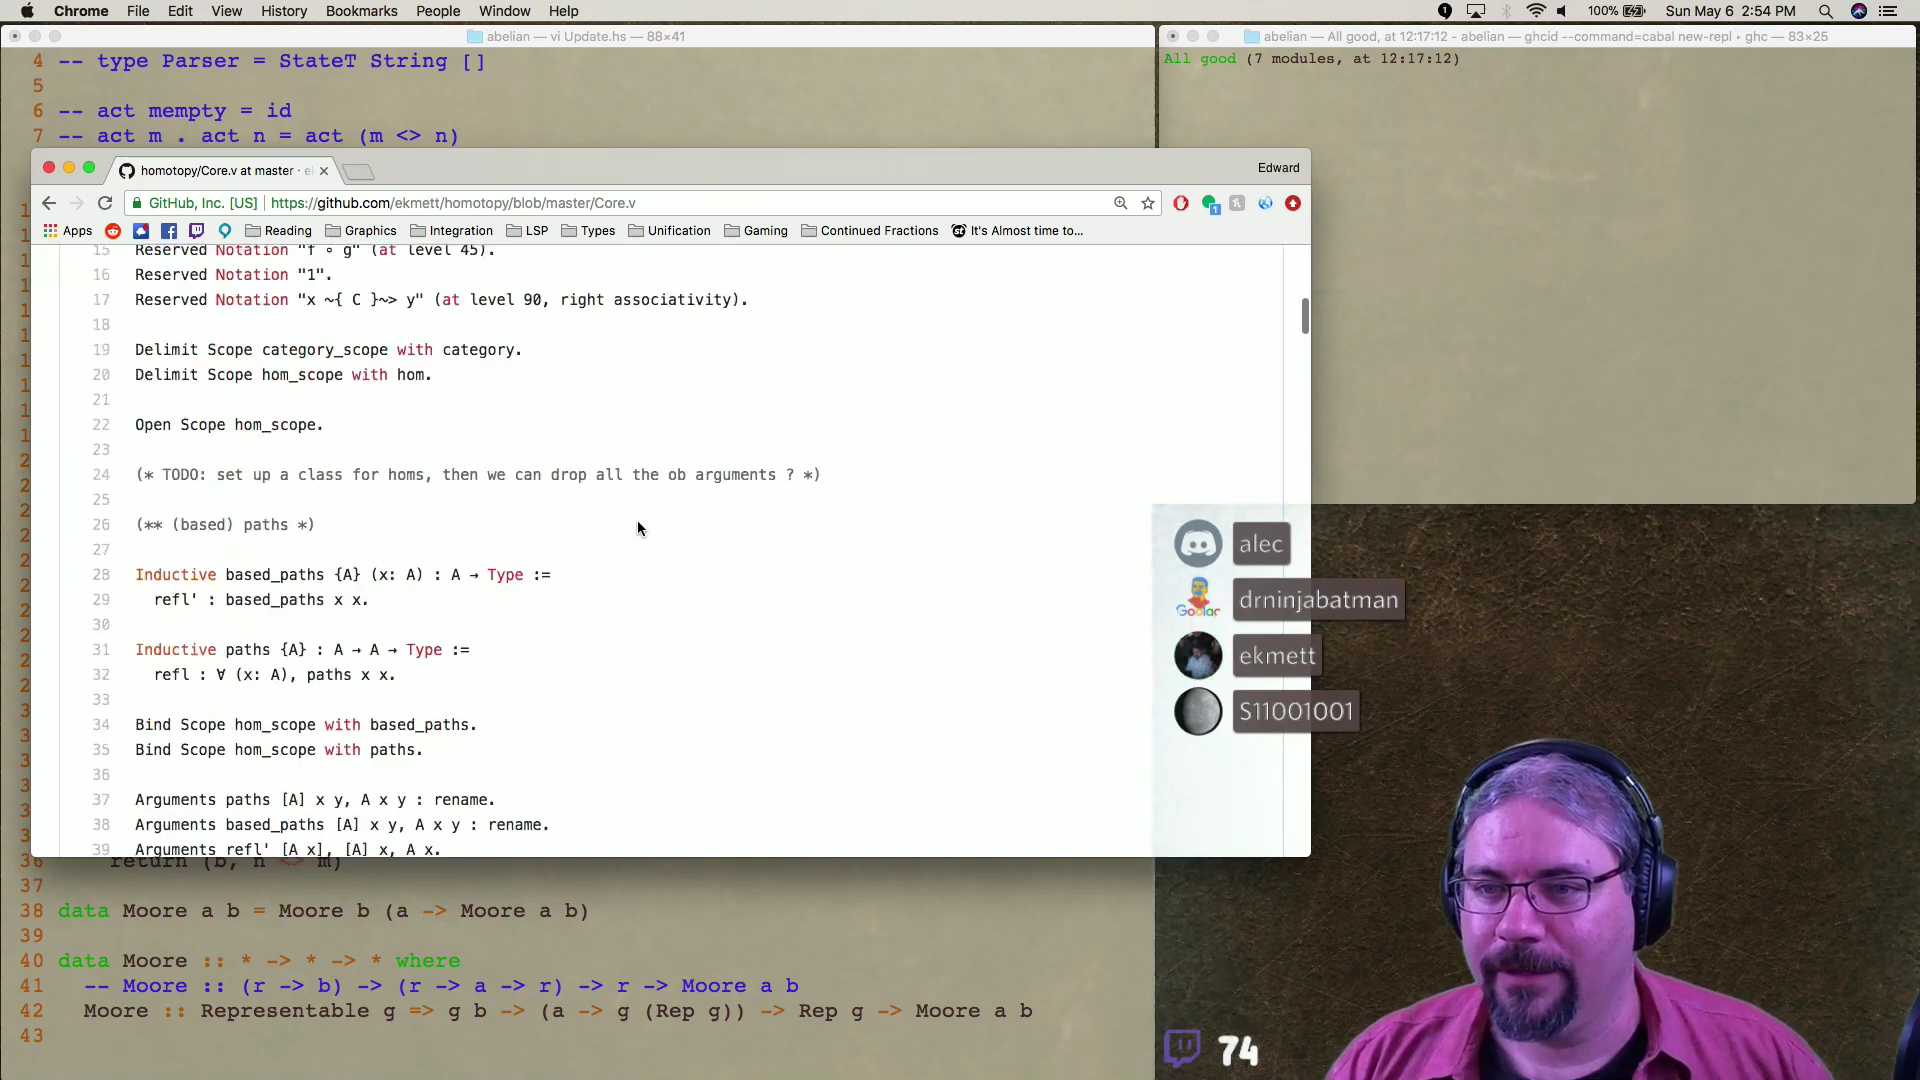 Chrome File Edit View History Bookmarks People Window Help
1 100% Sun May 6 2:54 PM
abelian — vi Update.hs — 88×41
4 -- type Parser = StateT String []
5
6 -- act mempty = id
7 -- act m . act n = act (m <> n)
abelian — All good, at 12:17:12 - abelian — ghcid --command=cabal new-repl • ghc — 83×25
All good (7 modules, at 12:17:12)
homotopy/Core.v at master · e
Edward
GitHub, Inc. [US] https://github.com/ekmett/homotopy/blob/master/Core.v
Apps Reading Graphics Integration LSP Types Unification Gaming Continued Fractions It's Almost time to...
15 Reserved Notation "f ∘ g" (at level 45).
16 Reserved Notation "1".
17 Reserved Notation "x ~{ C }~> y" (at level 90, right associativity).
18
19 Delimit Scope category_scope with category.
20 Delimit Scope hom_scope with hom.
21
22 Open Scope hom_scope.
23
24 (* TODO: set up a class for homs, then we can drop all the ob arguments ? *)
25
26 (** (based) paths *)
27
28 Inductive based_paths {A} (x: A) : A → Type :=
29 refl' : based_paths x x.
30
31 Inductive paths {A} : A → A → Type :=
32 refl : ∀ (x: A), paths x x.
33
34 Bind Scope hom_scope with based_paths.
35 Bind Scope hom_scope with paths.
36
37 Arguments paths [A] x y, A x y : rename.
38 Arguments based_paths [A] x y, A x y : rename.
39 Arguments refl' [A x], [A] x, A x.
36 return (b, n <> m)
37
38 data Moore a b = Moore b (a -> Moore a b)
39
40 data Moore :: * -> * -> * where
41 -- Moore :: (r -> b) -> (r -> a -> r) -> r -> Moore a b
42 Moore :: Representable g => g b -> (a -> g (Rep g)) -> Rep g -> Moore a b
43
alec
Goolar
drninjabatman
ekmett
S11001001
74